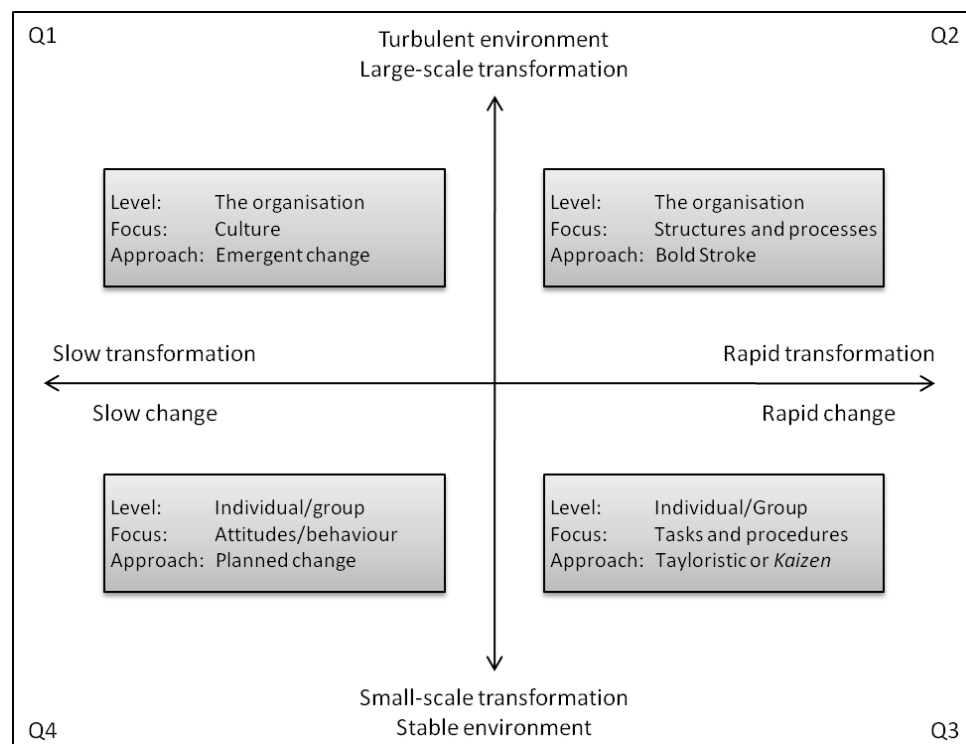 Q1
Turbulent environment
Q2
Large-scale transformation
Level: The organisation
Focus: Culture
Approach: Emergent change
Level: The organisation
Focus: Structures and processes
Approach: Bold Stroke
Slow transformation
Rapid transformation
Slow change
Rapid change
Level: Individual/group
Focus: Attitudes/behaviour
Approach: Planned change
Level: Individual/Group
Focus: Tasks and procedures
Approach: Tayloristic or Kaizen
Small-scale transformation
Q4
Stable environment
Q3